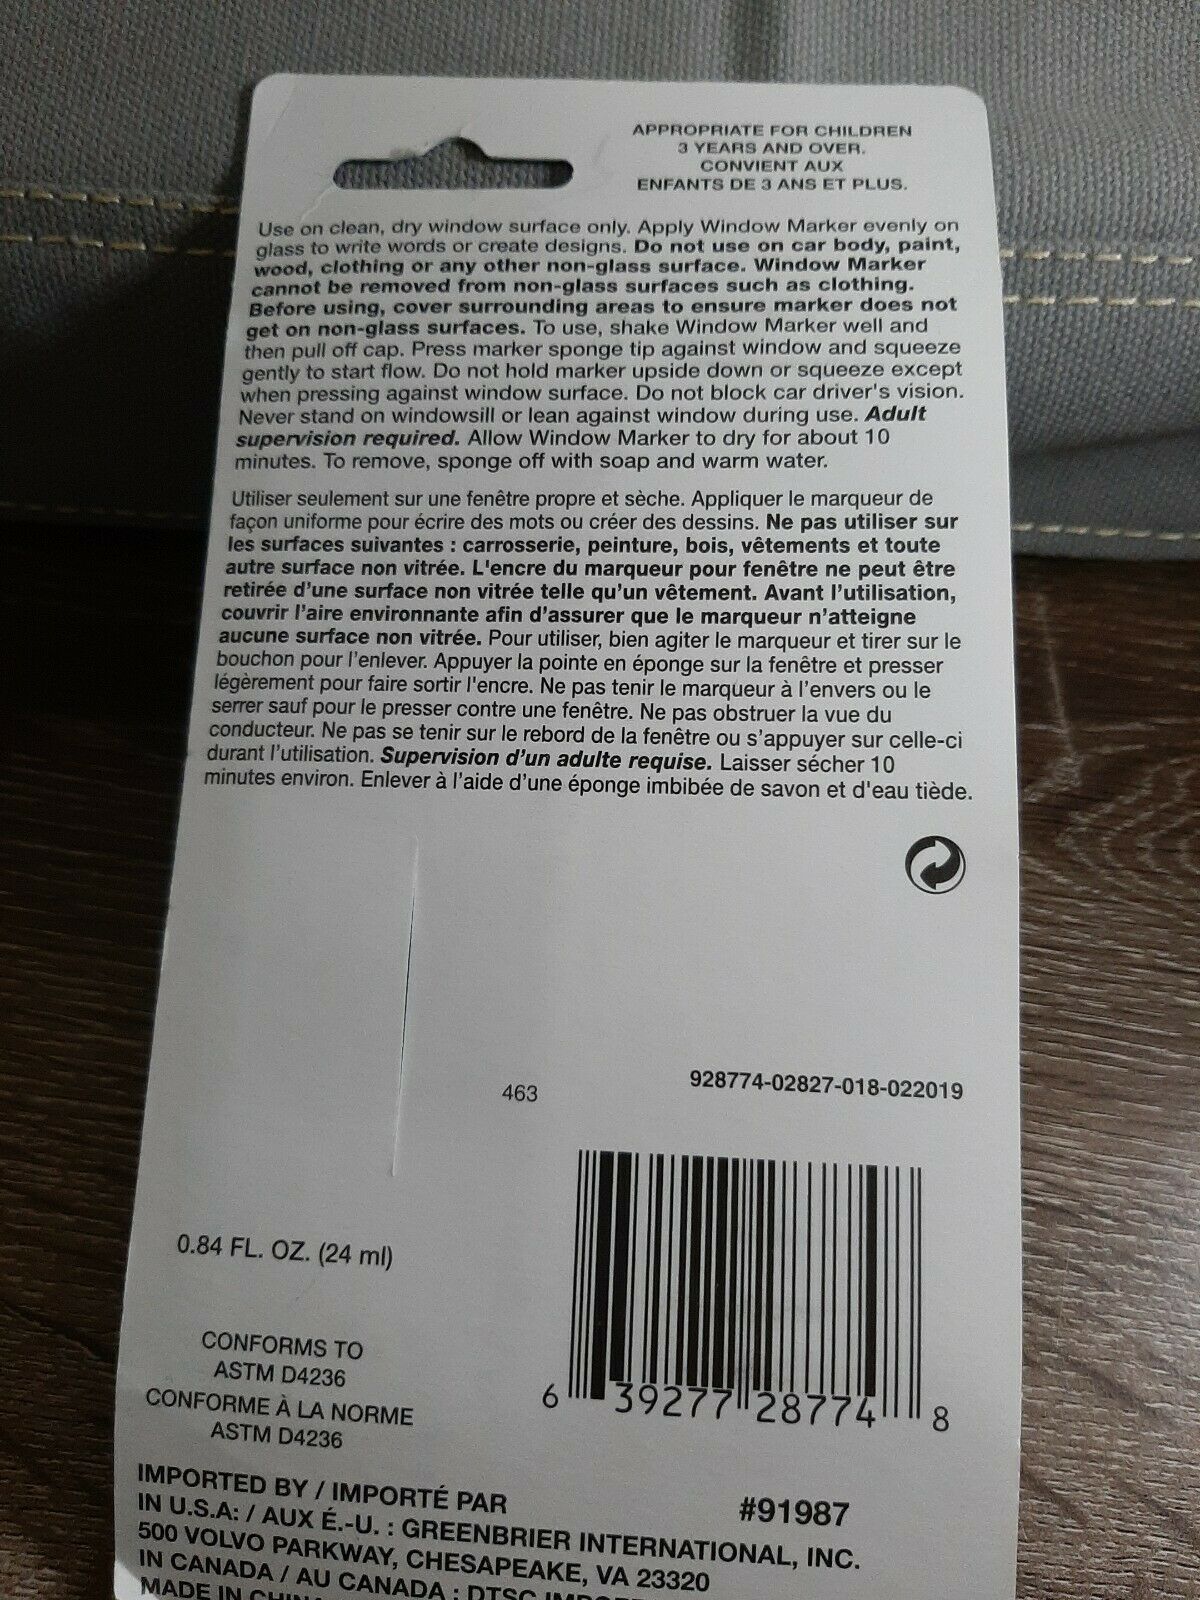 APPROPRIATE FOR CHILDREN
3 YEARS AND OVER.
CONVIENT AUX
ENFANTS DE 3 ANS ET PLUS.
Use on clean, dry window surface only. Apply Window Marker evenly on
glass to write words or create designs. Do not use on car body, paint,
wood, clothing or any other non-glass surface. Window Marker
cannot be removed from non-glass surfaces such as clothing.
Before using, cover surrounding areas to ensure marker does not
get on non-glass surfaces. To use, shake Window Marker well and
then pull off cap. Press marker sponge tip against window and squeeze
gently to start flow. Do not hold marker upside down or squeeze except
when pressing against window surface. Do not block car driver's vision.
Never stand on windowsill or lean against window during use. Adult
supervision required. Allow Window Marker to dry for about 10
minutes. To remove, sponge off with soap and warm water.
Utiliser seulement sur une fenêtre propre et sèche. Appliquer le marqueur de
façon uniforme pour écrire des mots ou créer des dessins. Ne pas utiliser sur
les surfaces suivantes : carrosserie, peinture, bois, vêtements et toute
autre surface non vitrée. L'encre du marqueur pour fenêtre ne peut être
retirée d'une surface non vitrée telle qu'un vêtement. Avant l'utilisation,
couvrir l'aire environnante afin d'assurer que le marqueur n'atteigne
aucune surface non vitrée. Pour utiliser, bien agiter le marqueur et tirer sur le
bouchon pour l'enlever. Appuyer la pointe en éponge sur la fenêtre et presser
légèrement pour faire sortir l'encre. Ne pas tenir le marqueur à l'envers ou le
serrer sauf pour le presser contre une fenêtre. Ne pas obstruer la vue du
conducteur. Ne pas se tenir sur le rebord de la fenêtre ou s'appuyer sur celle-ci
durant l'utilisation. Supervision d'un adulte requise. Laisser sécher 10
minutes environ. Enlever à l'aide d'une éponge imbibée de savon et d'eau tiède.
928774-02827-018-022019
463
0.84 FL. OZ. (24 ml)
CONFORMS TO
ASTM D4236
CONFORME À LA NORME
ASTM D4236
6 39277 28774 8
#91987
IMPORTED BY / IMPORTÉ PAR
IN U.S.A: / AUX É.-U. : GREENBRIER INTERNATIONAL, INC.
500 VOLVO PARKWAY, CHESAPEAKE, VA 23320
IN CANADA / AU CANADA : DTSC
MADE IN